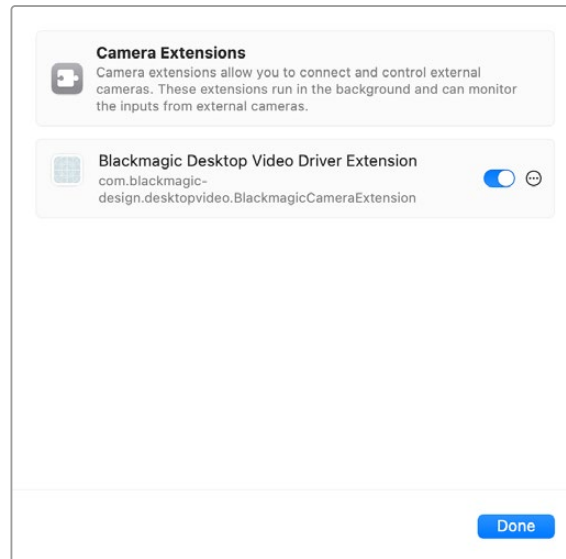 Camera Extensions
Camera extensions allow you to connect and control external
cameras. These extensions run in the background and can monitor
the inputs from external cameras.
Blackmagic Desktop Video Driver Extension
com.blackmagic-
design.desktopvideo.BlackmagicCameraExtension
Done